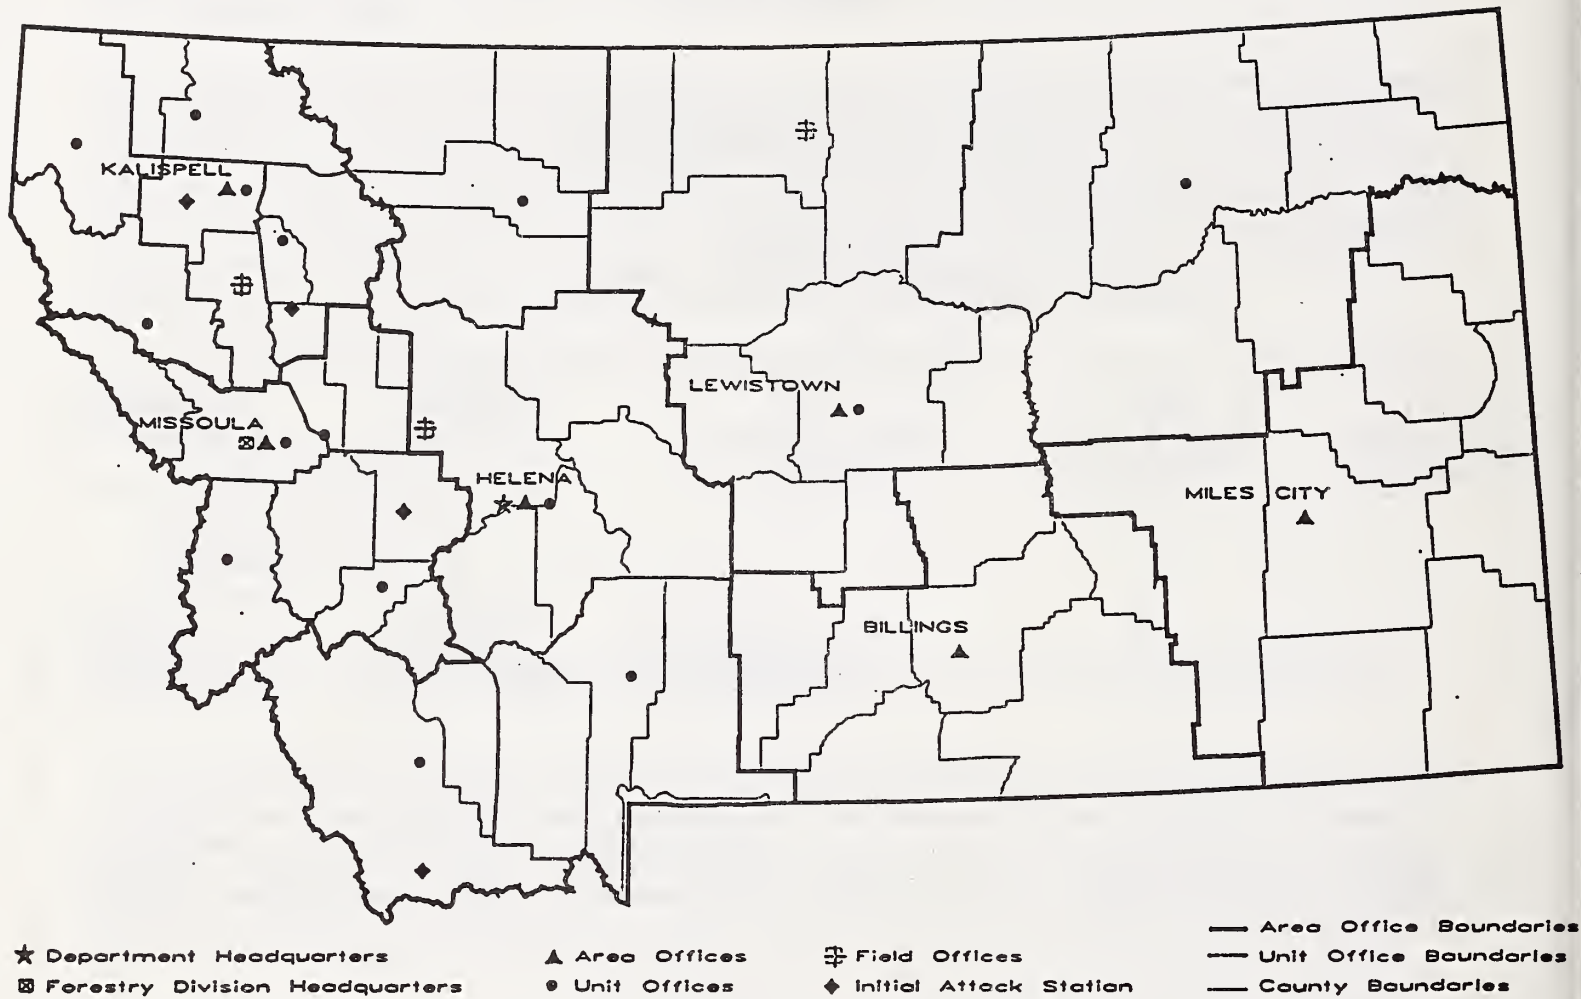 KALISPELL
LEWISTOWN
MISSOULA
HELENA
MILES CITY
BILLINGS
Department Headquarters
Forestry Division Headquarters
Area Offices
Unit Offices
Field Offices
Initial Attack Station
Area Office Boundaries
Unit Office Boundaries
County Boundaries